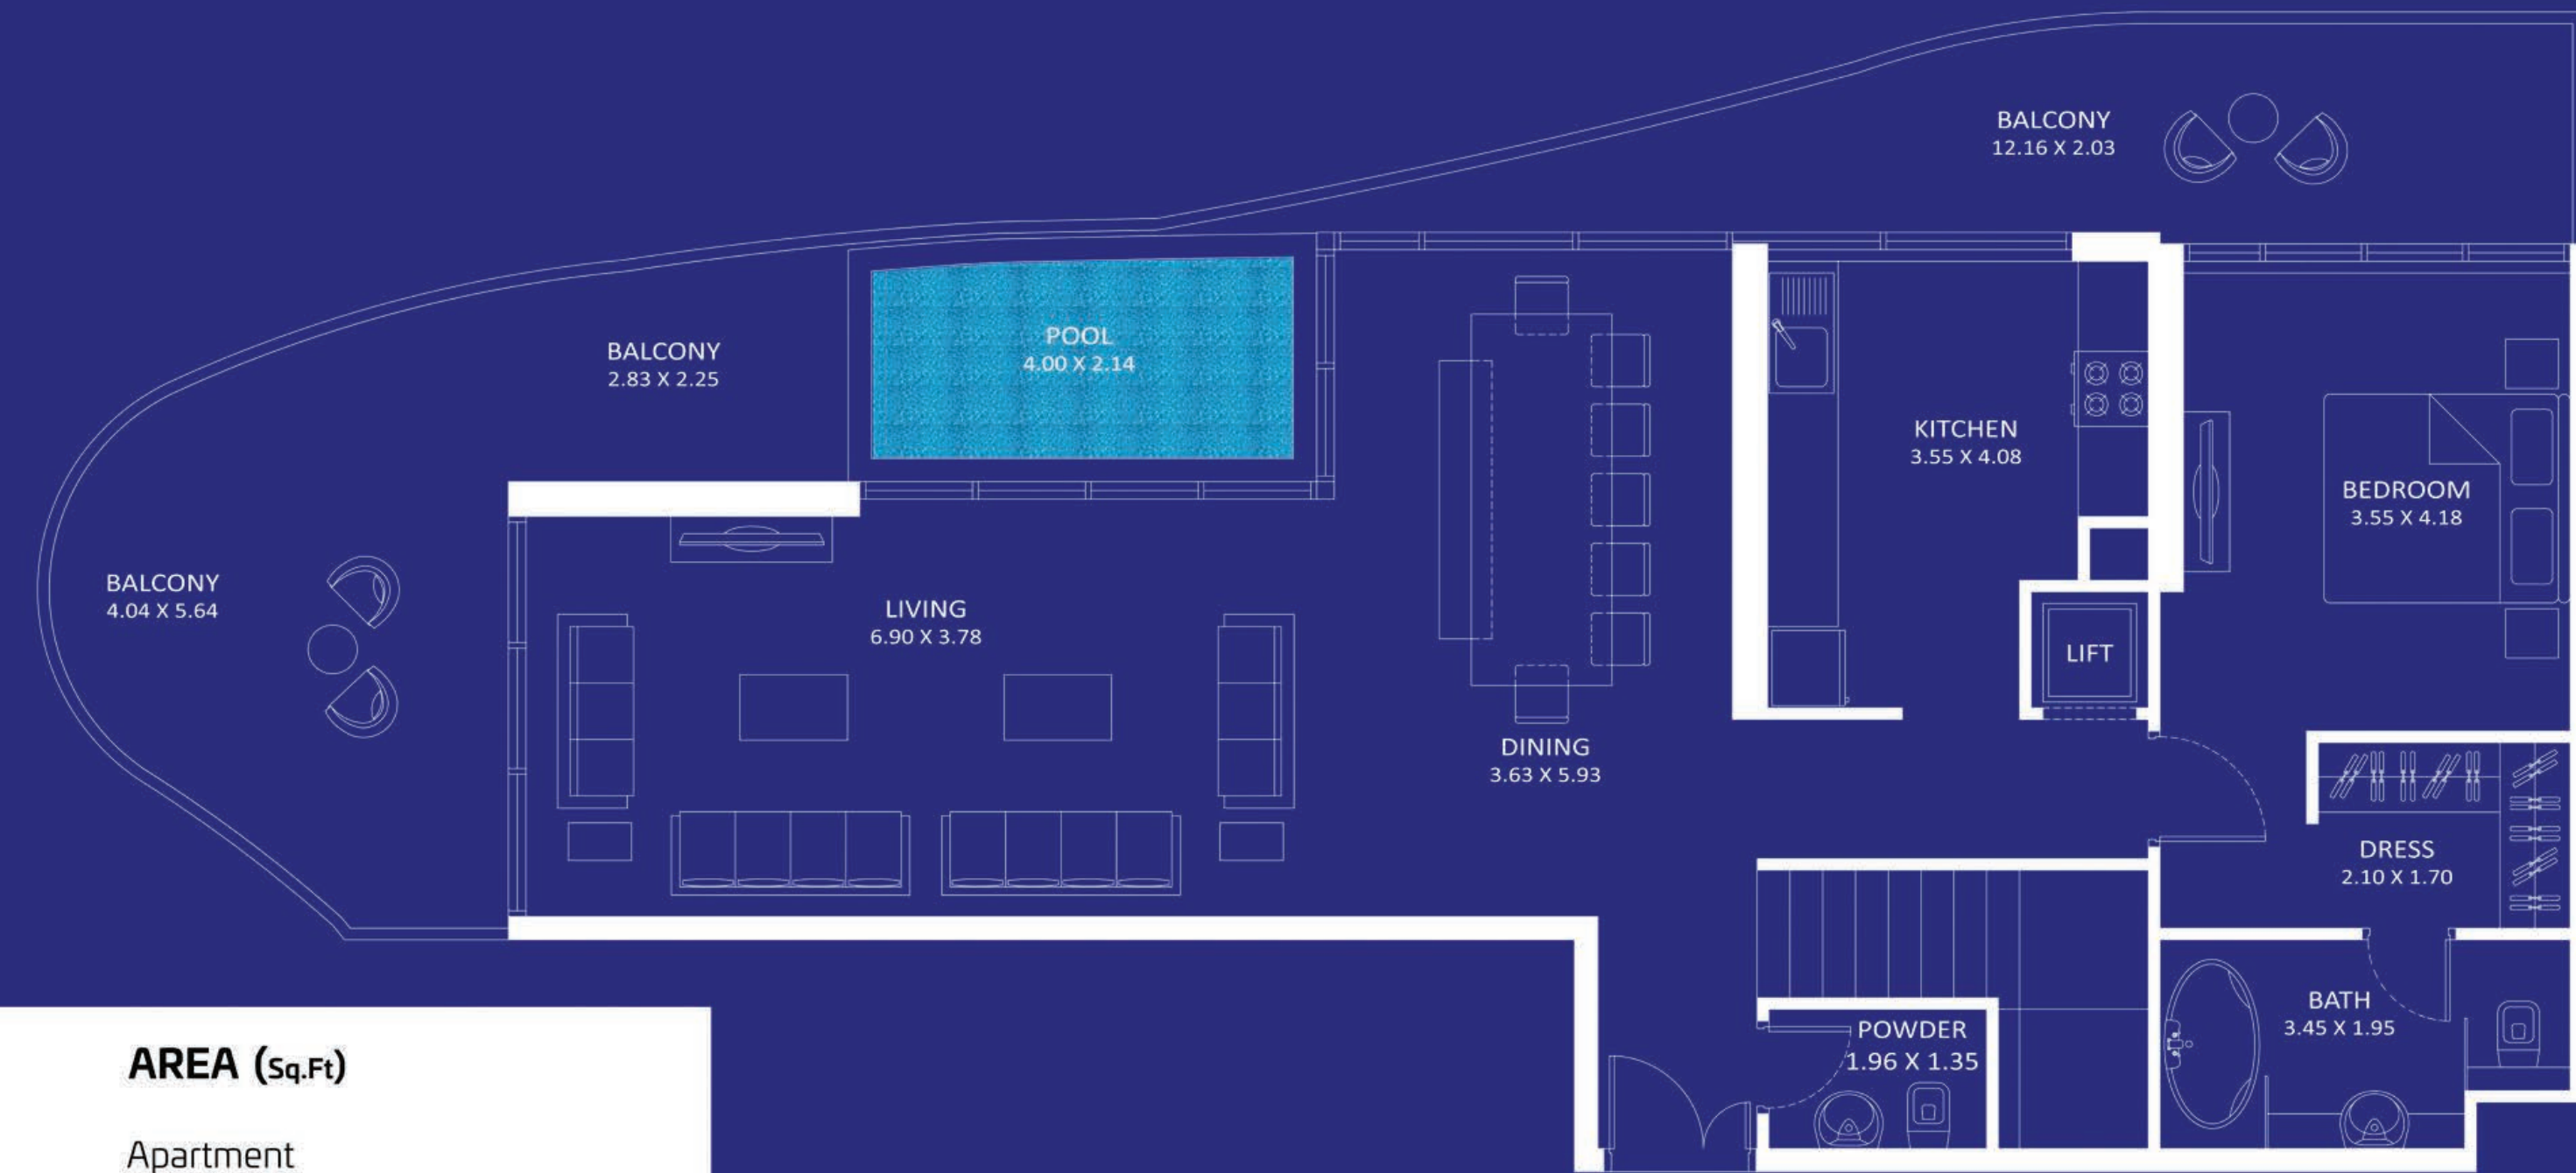 BALCONY
12.16 X 2.03
BALCONY
2.83 X 2.25
POOL
4.00 X 2.14
KITCHEN
3.55 X 4.08
BEDROOM
3.55 X 4.18
BALCONY
4.04 X 5.64
LIVING
6.90 X 3.78
LIFT
DINING
3.63 X 5.93
DRESS
2.10 X 1.70
BATH
3.45 X 1.95
POWDER
1.96 X 1.35
AREA (Sq.Ft)
Apartment